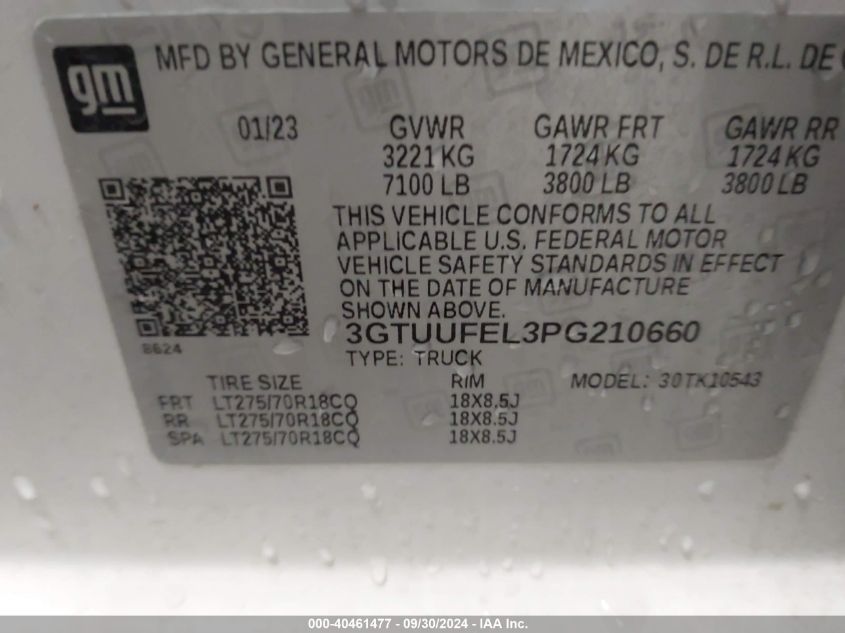 gm
MFD BY GENERAL MOTORS DE MEXICO, S. DE R.L. DE
01/23 GVWR GAWR FRT GAWR RR
3221 KG 1724 KG 1724 KG
7100 LB 3800 LB 3800 LB
THIS VEHICLE CONFORMS TO ALL
APPLICABLE U.S. FEDERAL MOTOR
VEHICLE SAFETY STANDARDS IN EFFECT
ON THE DATE OF MANUFACTURE
SHOWN ABOVE.
3GTUUFEL3PG210660
8624
TYPE: TRUCK
TIRE SIZE RIM MODEL: 30TK10543
FRT LT275/70R18CQ 18X8.5J
RR LT275/70R18CQ 18X8.5J
SPA LT275/70R18CQ 18X8.5J
000-40461477 - 09/30/2024 - IAA Inc.